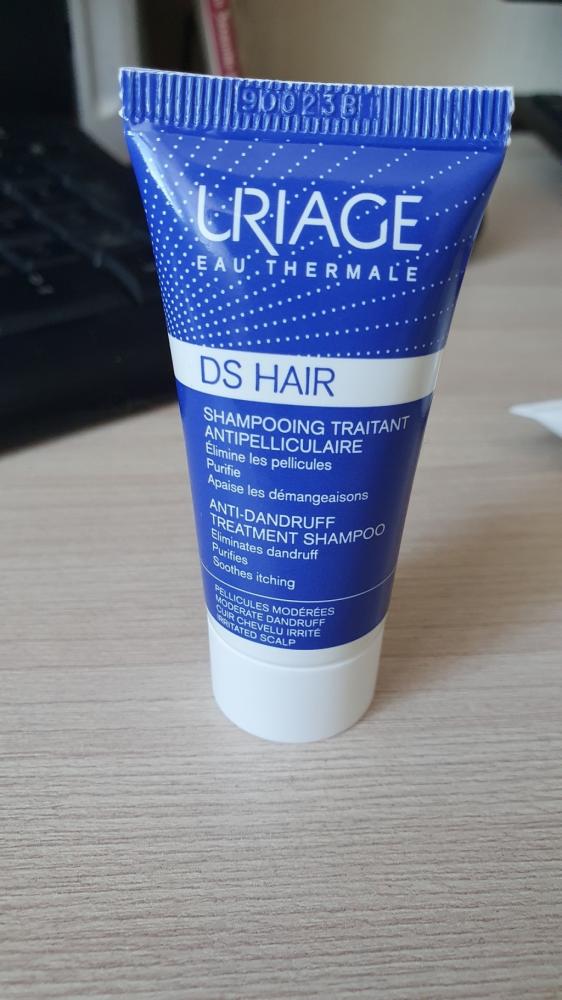 90023B
URIAGE
EAU THERMALE
DS HAIR
SHAMPOOING TRAITANT
ANTIPELLICULAIRE
Élimine les pellicules
Purifie
Apaise les démangeaisons
ANTI-DANDRUFF
TREATMENT SHAMPOO
Eliminates dandruff
Purifies
Soothes itching
PELLICULES MODÉRÉES
MODERATE DANDRUFF
CUIR CHEVELU IRRITÉ
IRRITATED SCALP